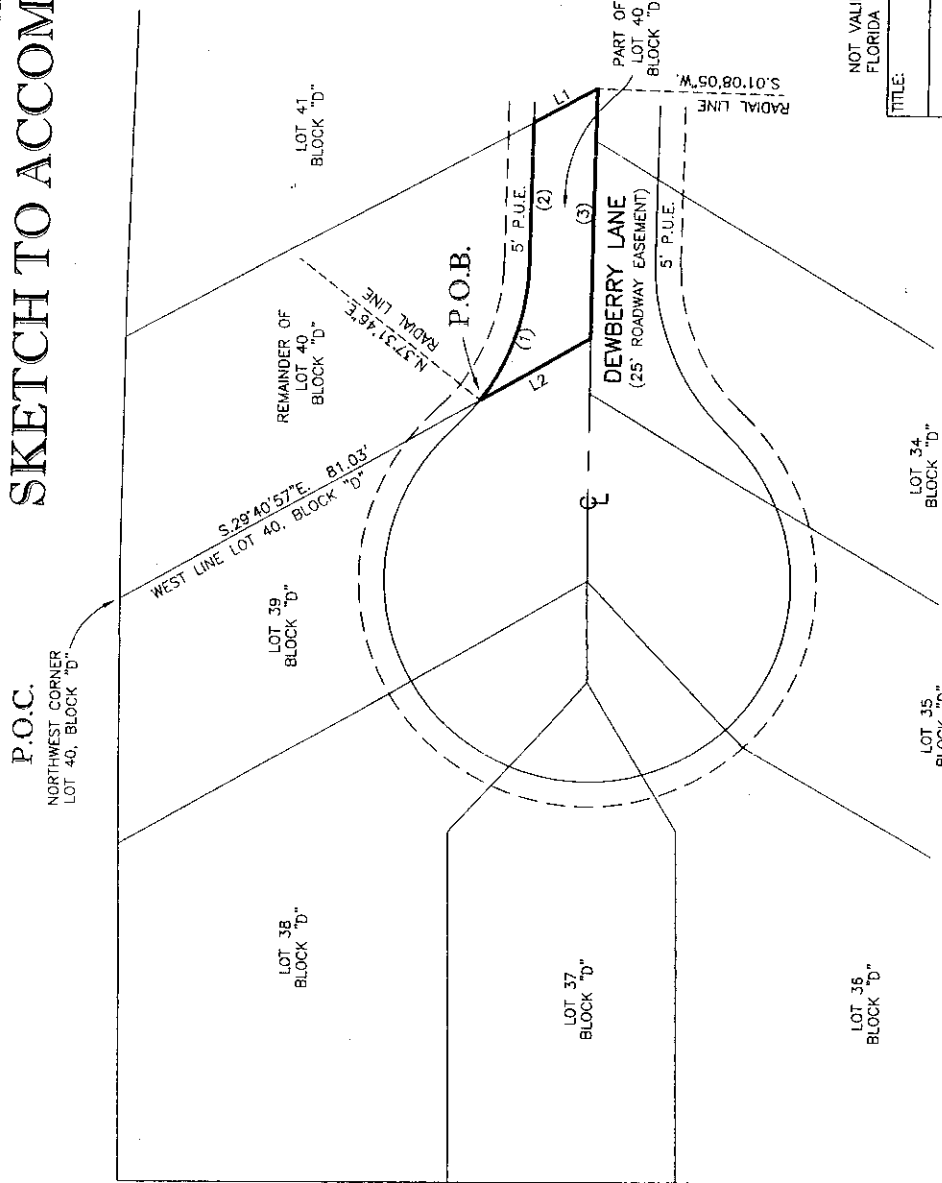 SKETCH TO ACCOM
P.O.C.
NORTHWEST CORNER
LOT 40, BLOCK "D"
S.29°40'57"E. 81.03'
WEST LINE LOT 40, BLOCK "D"
LOT 41
BLOCK "D"
REMAINDER OF
LOT 40
BLOCK "D"
N.37°31'46"E.
RADIAL LINE
P.O.B.
5' P.U.E.
(1)
(2)
(3)
L1
L2
PART OF
LOT 40
BLOCK "D"
RADIAL LINE
S.01°08'05"W.
DEWBERRY LANE
(25' ROADWAY EASEMENT)
5' P.U.E.
CL
LOT 39
BLOCK "D"
LOT 38
BLOCK "D"
LOT 37
BLOCK "D"
LOT 36
BLOCK "D"
LOT 35
BLOCK "D"
LOT 34
BLOCK "D"
NOT VALI
FLORIDA
TITLE: